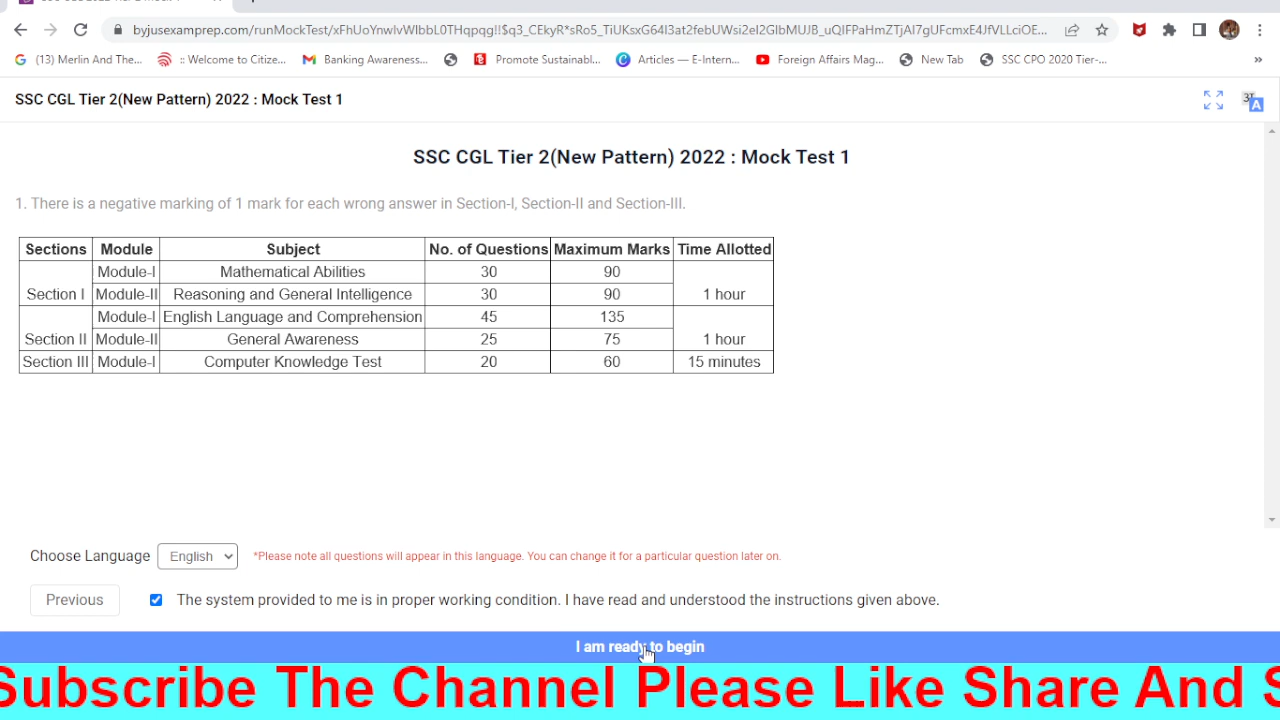 byjusexamprep.com/runMockTest/
(13) Merlin And The...
:: Welcome to Citize...
Banking Awareness...
Promote Sustainabl...
Articles — E-Intern...
Foreign Affairs Mag...
New Tab
SSC CPO 2020 Tier-...
»
SSC CGL Tier 2(New Pattern) 2022 : Mock Test 1
SSC CGL Tier 2(New Pattern) 2022 : Mock Test 1
1. There is a negative marking of 1 mark for each wrong answer in Section-I, Section-II and Section-III.
Sections Module Subject No. of Questions Maximum Marks Time Allotted
Module-I Mathematical Abilities 30 90
Section I Module-II Reasoning and General Intelligence 30 90 1 hour
Module-I English Language and Comprehension 45 135
Section II Module-II General Awareness 25 75 1 hour
Section III Module-I Computer Knowledge Test 20 60 15 minutes
Choose Language English *Please note all questions will appear in this language. You can change it for a particular question later on.
Previous The system provided to me is in proper working condition. I have read and understood the instructions given above.
I am ready to begin
Subscribe The Channel Please Like Share And S